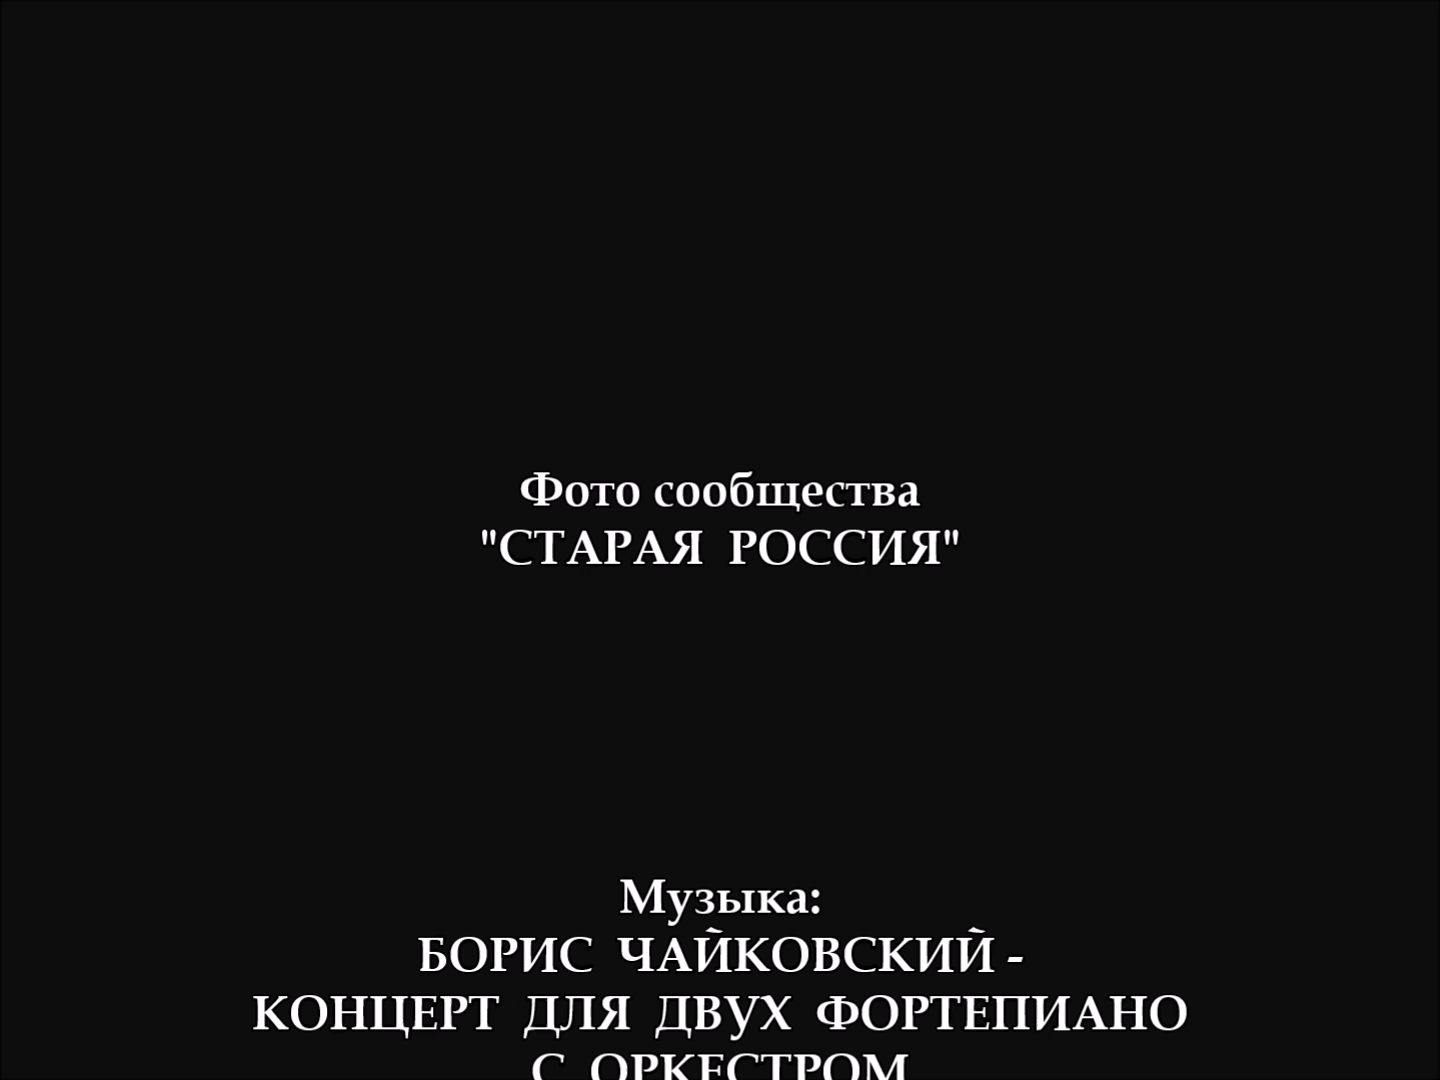 Фото сообщества
"СТАРАЯ РОССИЯ"
Музыка:
БОРИС ЧАЙКОВСКИЙ -
КОНЦЕРТ ДЛЯ ДВУХ ФОРТЕПИАНО
С ОРКЕСТРОМ